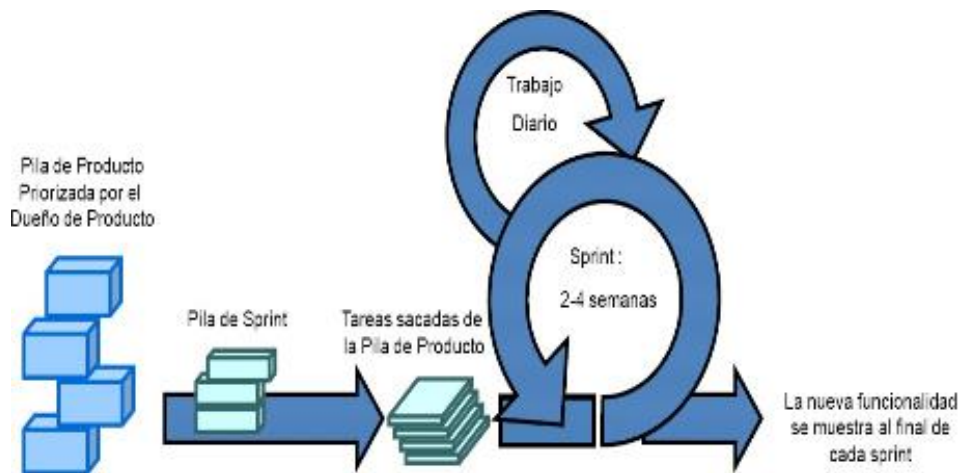 Trabajo
Diario
Pila de Producto
Priorizada por el
Dueño de Producto
Sprint :
2-4 semanas
Pila de Sprint
Tareas sacadas de
la Pila de Producto
La nueva funcionalidad
se muestra al final de
cada sprint